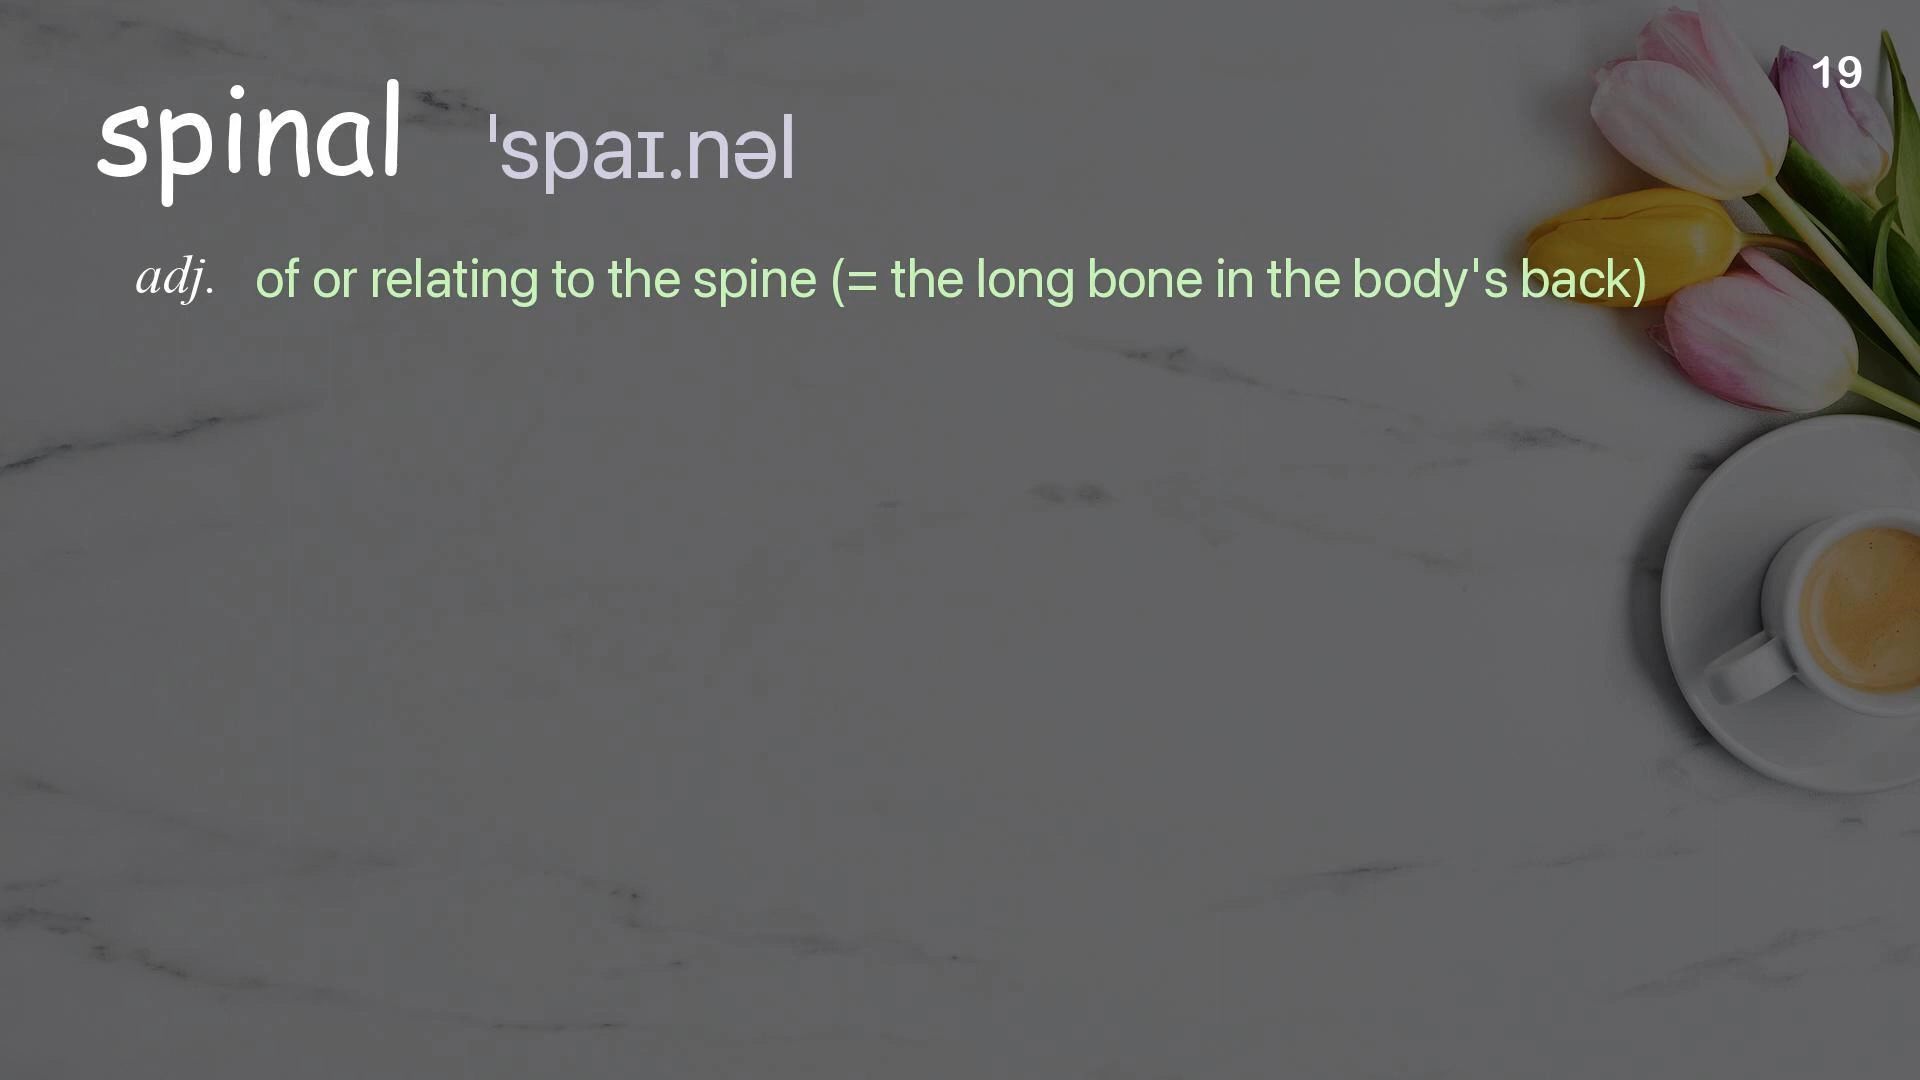 19
spinal ˈspaɪ.nəl
adj. of or relating to the spine (= the long bone in the body's back)